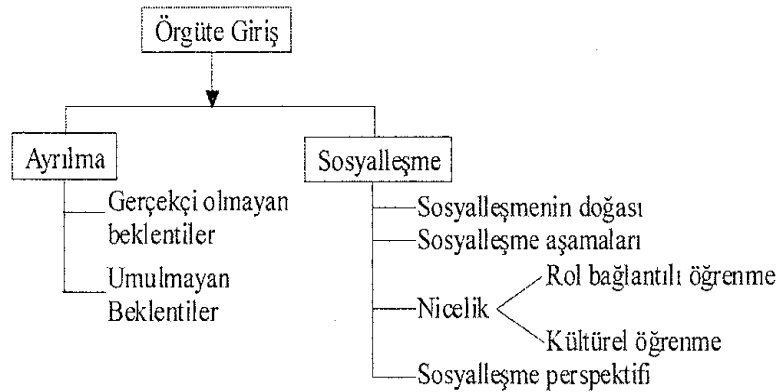 Örgüte Giriş
Ayrılma
Gerçekçi olmayan
beklentiler
Umulmayan
Beklentiler
Sosyalleşme
Sosyalleşmenin doğası
Sosyalleşme aşamaları
Nicelik
Rol bağlantılı öğrenme
Kültürel öğrenme
Sosyalleşme perspektifi